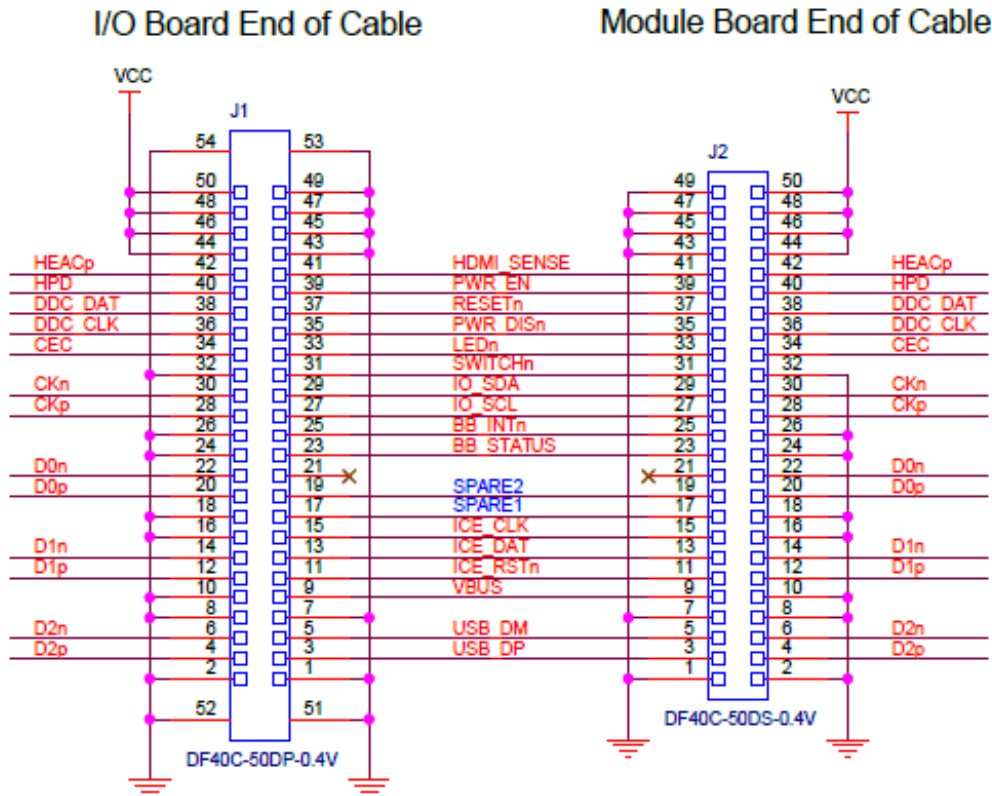 I/O Board End of Cable
Module Board End of Cable
VCC
VCC
J1
J2
54 53
50 49
48 47
46 45
44 43
HEACp 42 41
HPD 40 39
DDC_DAT 38 37
DDC_CLK 36 35
CEC 34 33
32 31
CKn 30 29
CKp 28 27
26 25
24 23
D0n 22 21
D0p 20 19
18 17
16 15
D1n 14 13
D1p 12 11
10 9
8 7
D2n 6 5
D2p 4 3
2 1
52 51
DF40C-50DP-0.4V
HDMI_SENSE
PWR_EN
RESETn
PWR_DISn
LEDn
SWITCHn
IO_SDA
IO_SCL
BB_INTn
BB_STATUS
SPARE2
SPARE1
ICE_CLK
ICE_DAT
ICE_RSTn
VBUS
USB_DM
USB_DP
49 50
47 48
45 46
43 44
41 42 HEACp
39 40 HPD
37 38 DDC_DAT
35 36 DDC_CLK
33 34 CEC
31 32
29 30 CKn
27 28 CKp
25 26
23 24
21 22 D0n
19 20 D0p
17 18
15 16
13 14 D1n
11 12 D1p
9 10
7 8
5 6 D2n
3 4 D2p
1 2
DF40C-50DS-0.4V